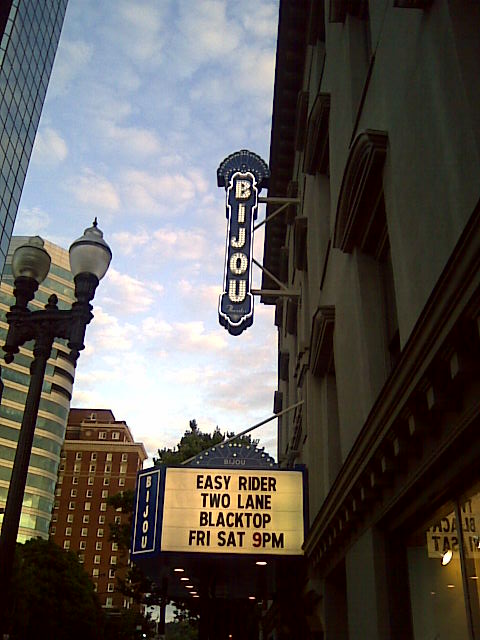 BIJOU
BIJOU
BIJOU
EASY RIDER
TWO LANE
BLACKTOP
FRI SAT 9PM